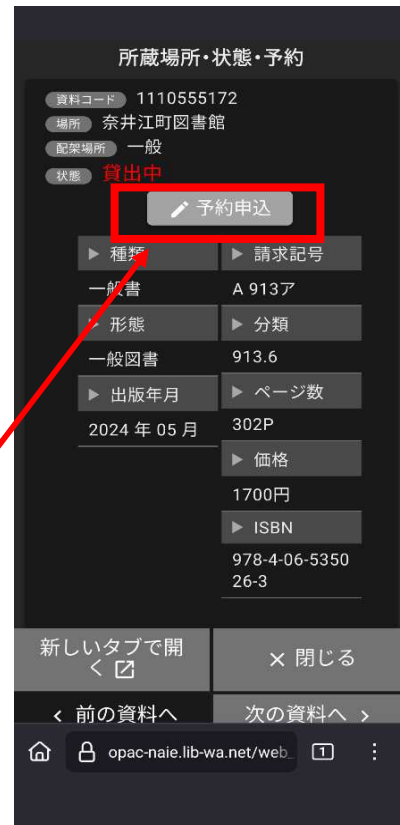 所蔵場所・状態・予約
資料コード 1110555172
場所 奈井江町図書館
配架場所 一般
状態 貸出中
予約申込
▶ 種類
一般書
▶ 形態
一般図書
▶ 出版年月
2024 年 05 月
▶ 請求記号
A 913ア
▶ 分類
913.6
▶ ページ数
302P
▶ 価格
1700円
▶ ISBN
978-4-06-5350
26-3
新しいタブで開
く
× 閉じる
< 前の資料へ
次の資料へ >
opac-naie.lib-wa.net/web_
1